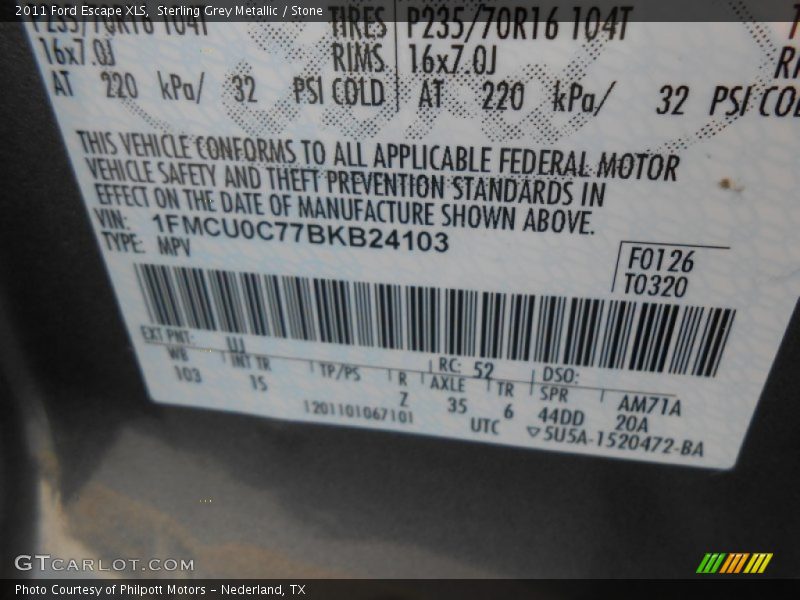 2011 Ford Escape XLS, Sterling Grey Metallic / Stone
P235/70R16 104T TIRES P235/70R16 104T
16x7.0J RIMS 16x7.0J
AT 220 kPa/ 32 PSI COLD AT 220 kPa/ 32 PSI COL
THIS VEHICLE CONFORMS TO ALL APPLICABLE FEDERAL MOTOR
VEHICLE SAFETY AND THEFT PREVENTION STANDARDS IN
EFFECT ON THE DATE OF MANUFACTURE SHOWN ABOVE.
VIN: 1FMCU0C77BKB24103
TYPE: MPV
F0126
T0320
EXT PNT: UJ RC: 52 DSO:
WB INT TR TP/PS R AXLE TR SPR AM71A
103 15 Z 35 6 44DD 20A
1201101067101 UTC ▽5U5A-1520472-BA
GTCARLOT.COM
Photo Courtesy of Philpott Motors – Nederland, TX